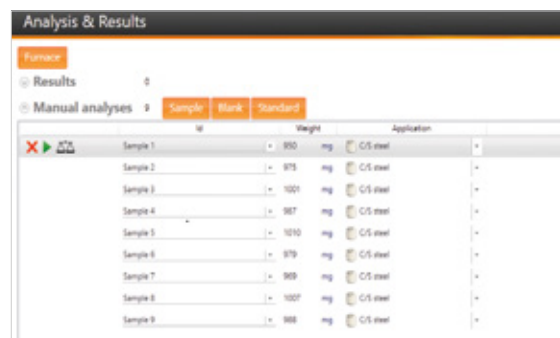 Analysis & Results
Furnace
Results
Manual analyses 9 Sample Blank Standard
Id Weight Application
Sample 1 950 mg C/S steel
Sample 2 975 mg C/S steel
Sample 3 1001 mg C/S steel
Sample 4 987 mg C/S steel
Sample 5 1010 mg C/S steel
Sample 6 979 mg C/S steel
Sample 7 969 mg C/S steel
Sample 8 1007 mg C/S steel
Sample 9 988 mg C/S steel